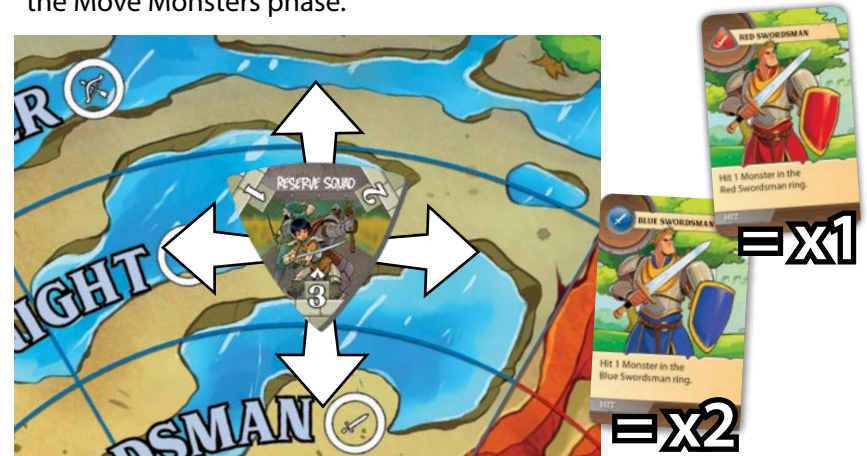 the Move Monsters phase.
RED SWORDSMAN
Hit 1 Monster in the
Red Swordsman ring.
HIT
=x1
R
RESERVE SQUAD
1
2
3
IGHT
DSMAN
BLUE SWORDSMAN
Hit 1 Monster in the
Blue Swordsman ring.
HIT
=x2